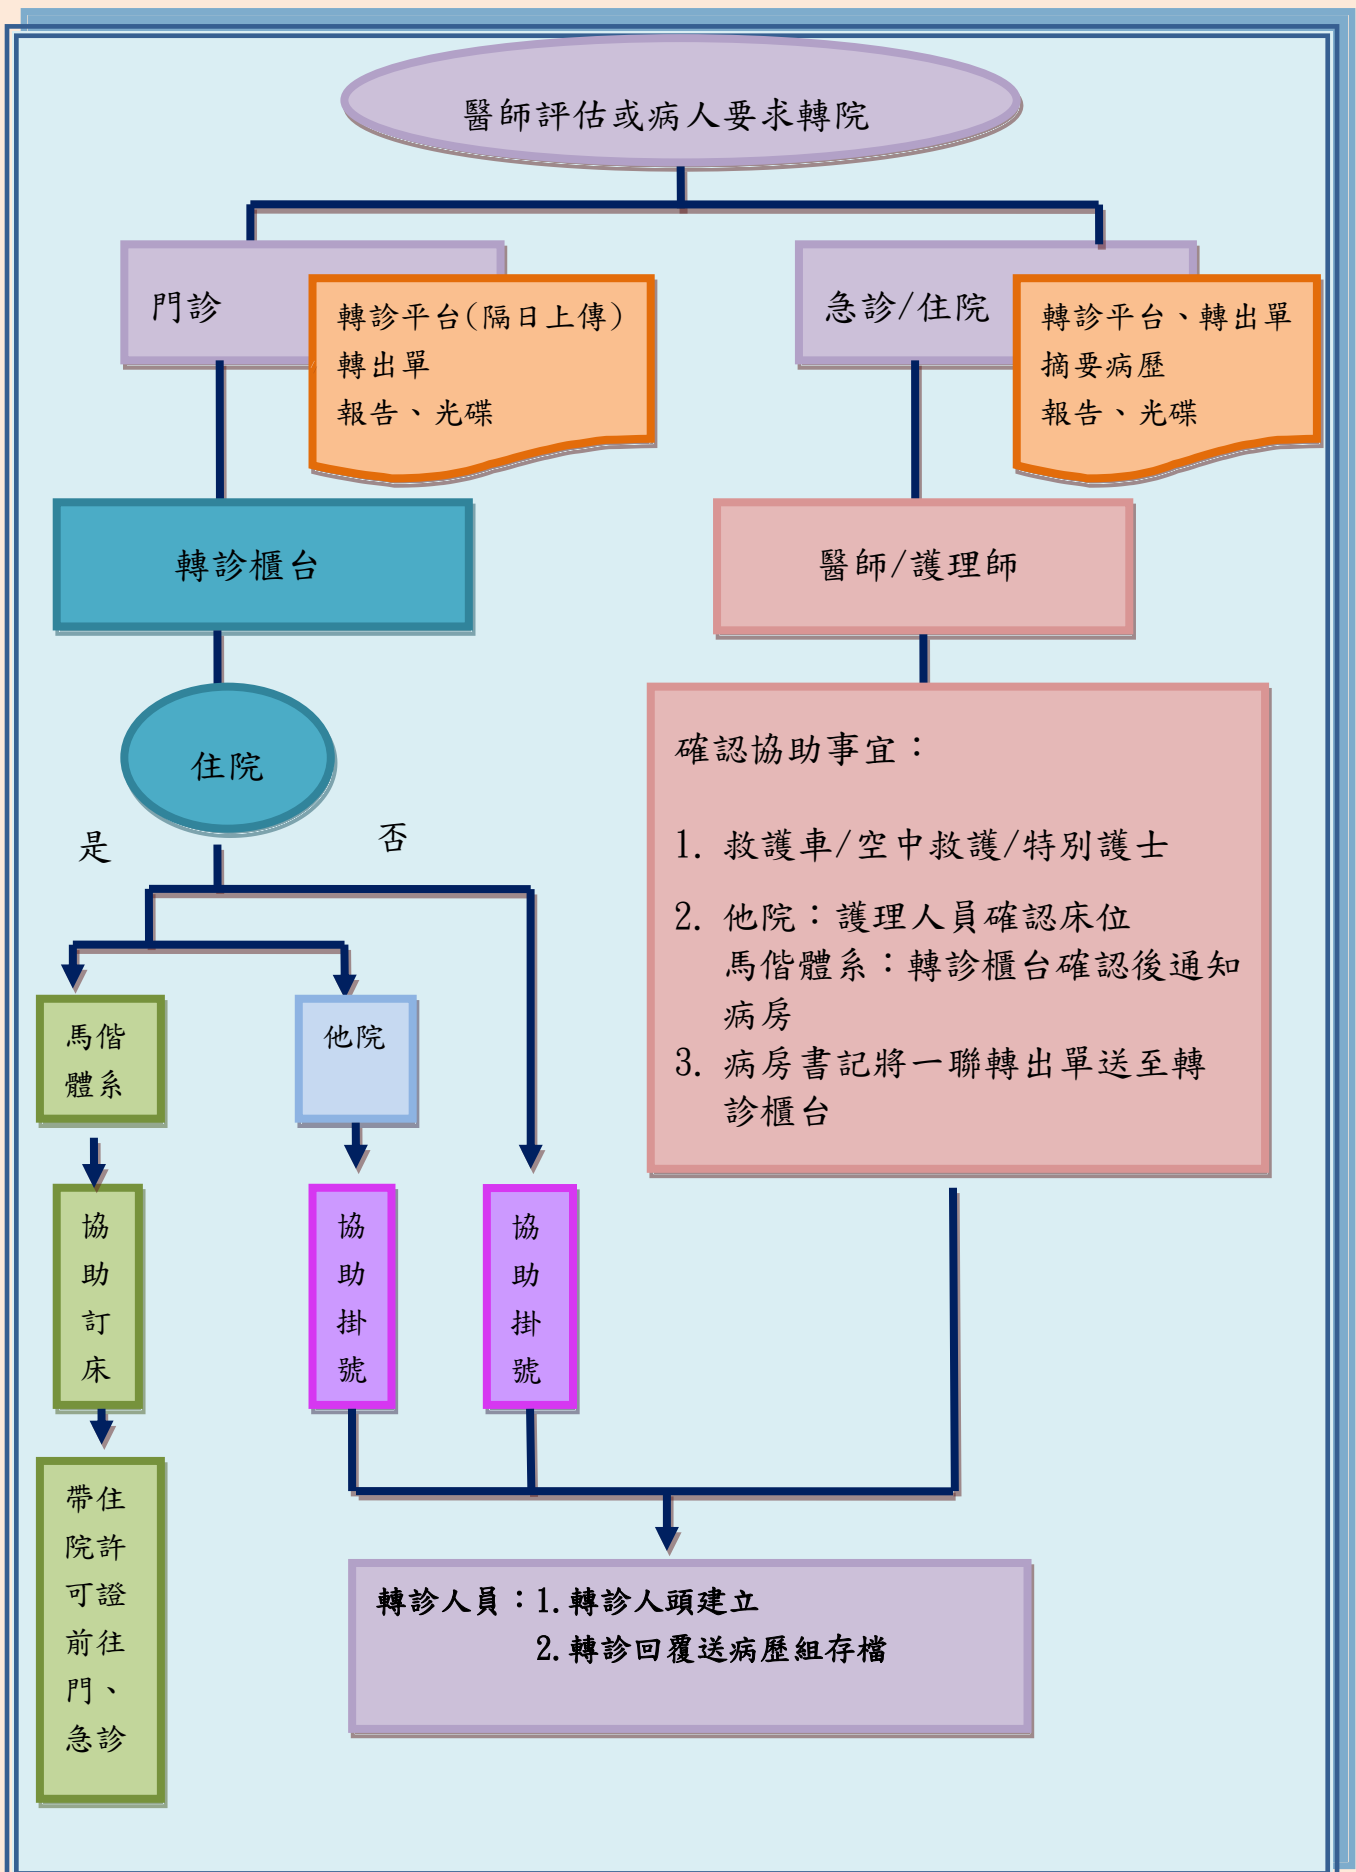 醫師評估或病人要求轉院
門診
轉診平台(隔日上傳)
轉出單
報告、光碟
急診/住院
轉診平台、轉出單
摘要病歷
報告、光碟
轉診櫃台
醫師/護理師
住院
是
否
確認協助事宜：
1. 救護車/空中救護/特別護士
2. 他院：護理人員確認床位
馬偕體系：轉診櫃台確認後通知
病房
3. 病房書記將一聯轉出單送至轉
診櫃台
馬偕
體系
他院
協
助
訂
床
協
助
掛
號
協
助
掛
號
帶住
院許
可證
前往
門、
急診
轉診人員：1.轉診人頭建立
2.轉診回覆送病歷組存檔